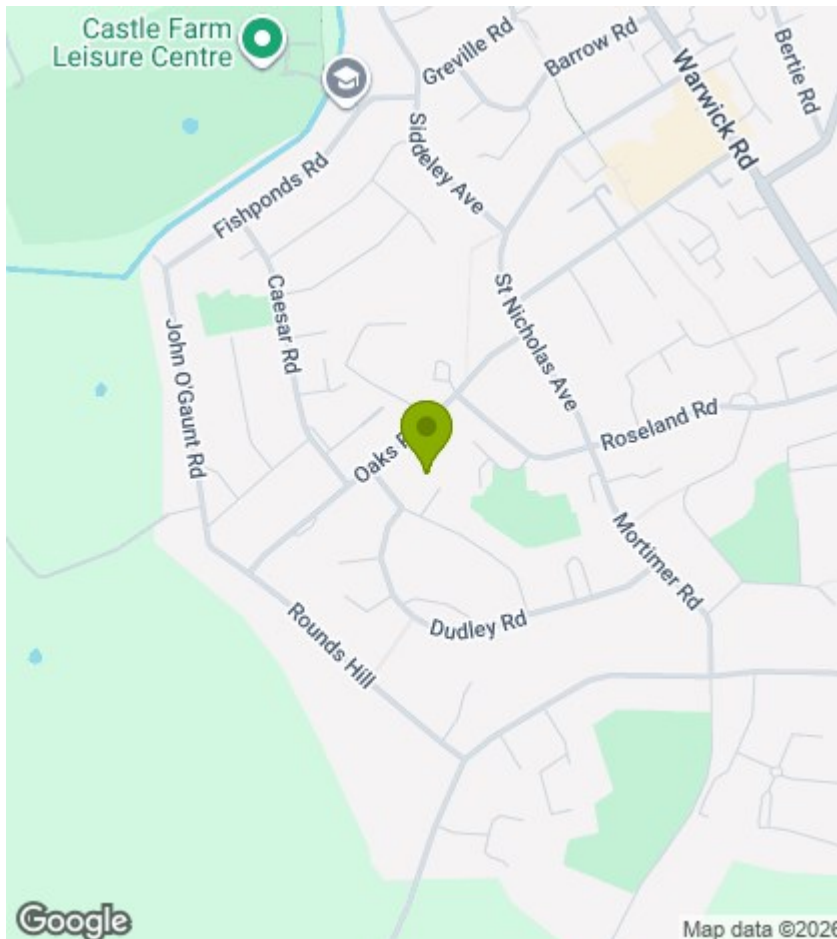 Castle Farm
Leisure Centre
Greville Rd
Barrow Rd
Bertie Rd
Warwick Rd
Siddeley Ave
Fishponds Rd
Caesar Rd
St Nicholas Ave
John O'Gaunt Rd
Roseland Rd
Oaks
Mortimer Rd
Dudley Rd
Rounds Hill
Google
Map data ©2026